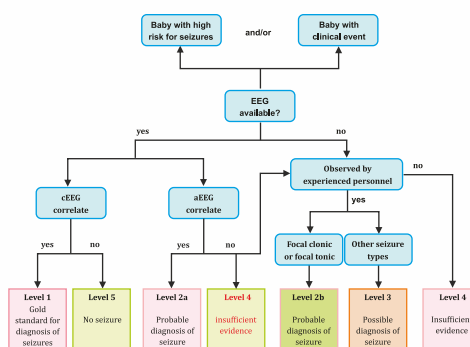 Baby with high
risk for seizures
and/or
Baby with
clinical event
EEG
available?
yes
no
cEEG
correlate
aEEG
correlate
Observed by
experienced personnel
no
yes
yes
no
yes
no
Focal clonic
or focal tonic
Other seizure
types
Level 1
Gold
standard for
diagnosis of
seizures
Level 5
No seizure
Level 2a
Probable
diagnosis of
seizure
Level 4
insufficient
evidence
Level 2b
Probable
diagnosis of
seizure
Level 3
Possible
diagnosis of
seizure
Level 4
Insufficient
evidence